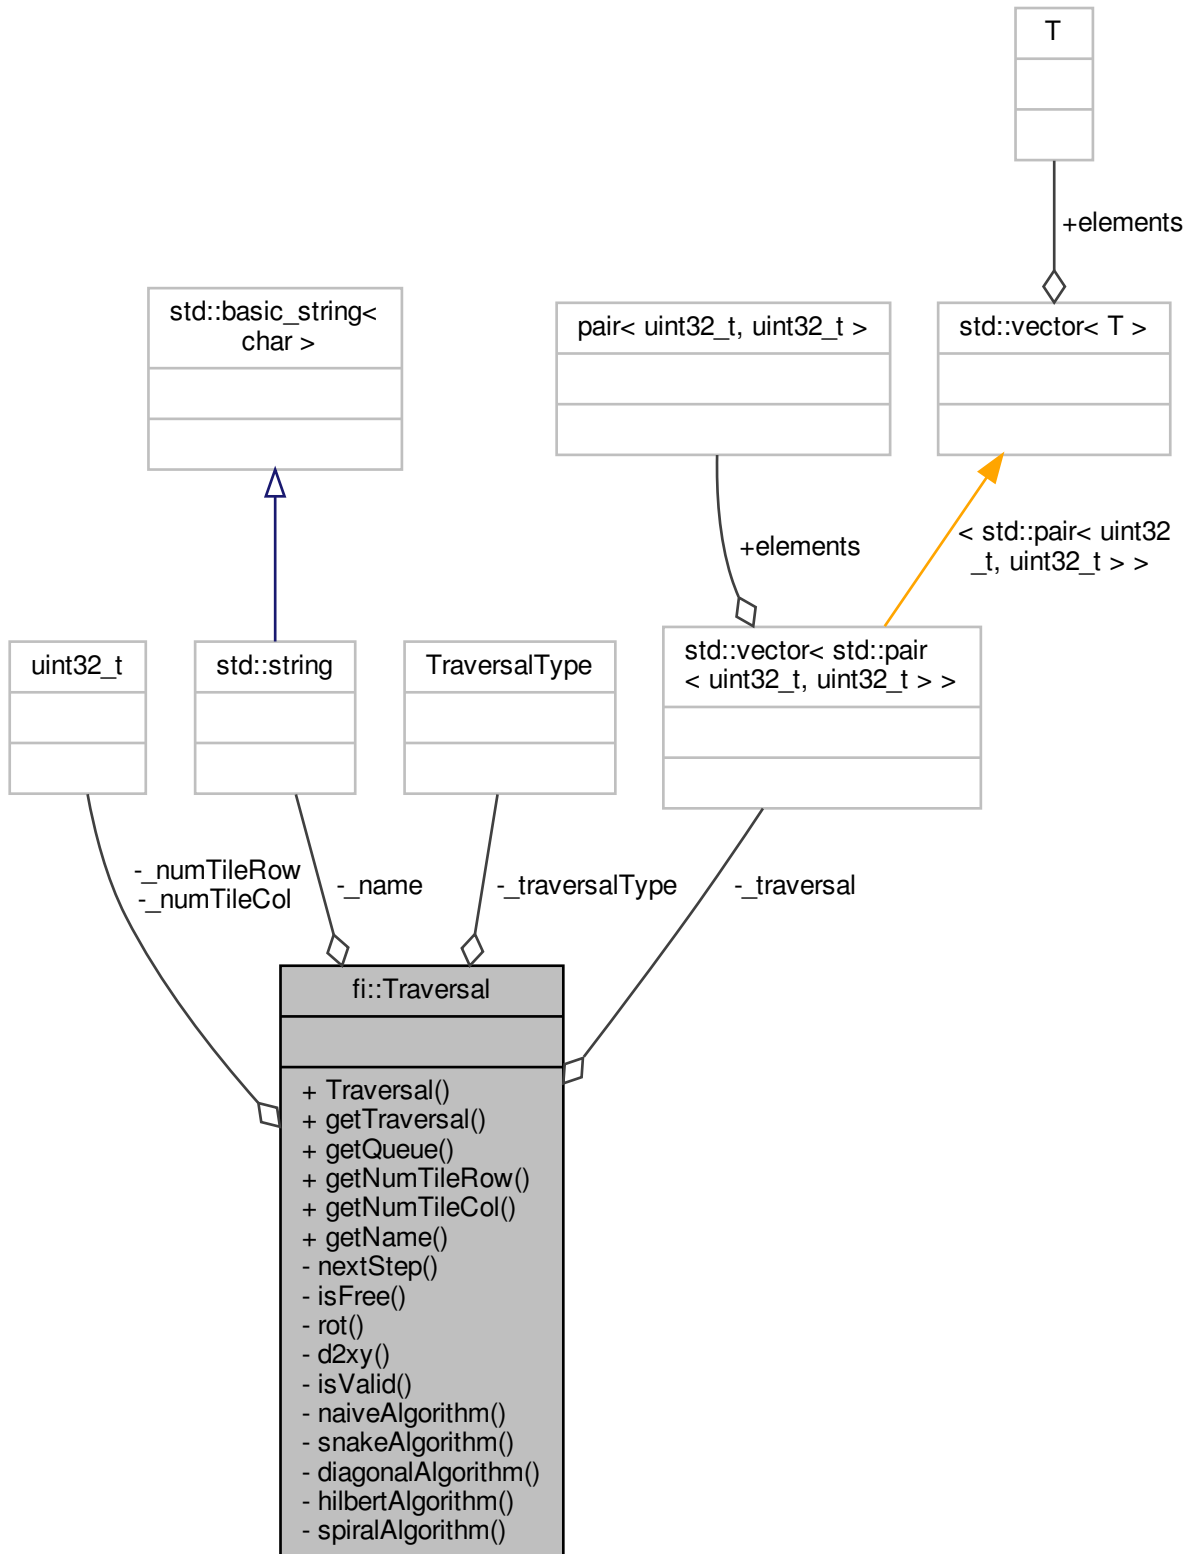 T
+elements
std::basic_string<
char >
pair< uint32_t, uint32_t >
std::vector< T >
+elements
< std::pair< uint32
_t, uint32_t > >
uint32_t
std::string
TraversalType
std::vector< std::pair
< uint32_t, uint32_t > >
-_numTileRow
-_numTileCol
-_name
-_traversalType
-_traversal
fi::Traversal
+ Traversal()
+ getTraversal()
+ getQueue()
+ getNumTileRow()
+ getNumTileCol()
+ getName()
- nextStep()
- isFree()
- rot()
- d2xy()
- isValid()
- naiveAlgorithm()
- snakeAlgorithm()
- diagonalAlgorithm()
- hilbertAlgorithm()
- spiralAlgorithm()